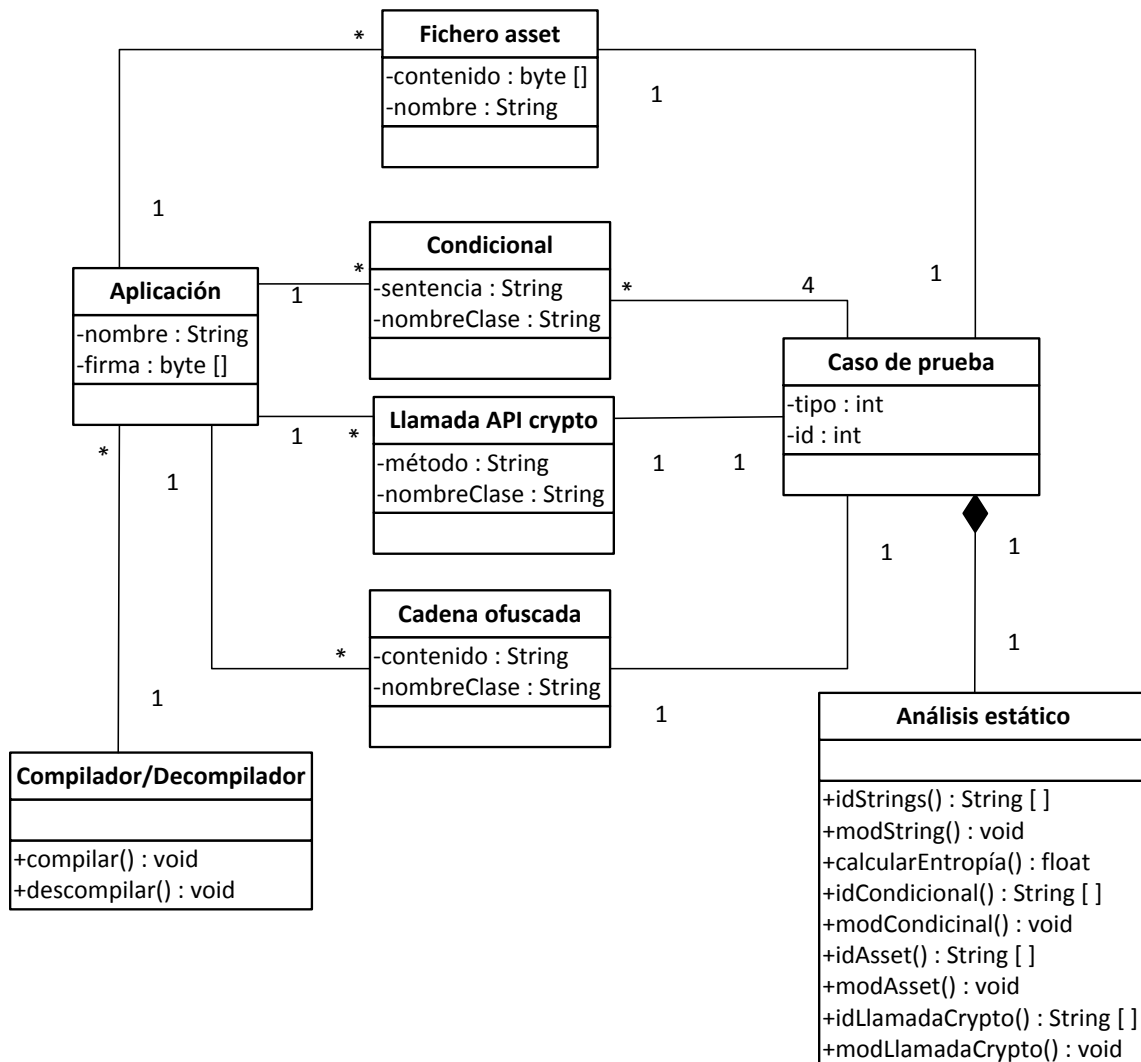 *
Fichero asset
-contenido : byte []
-nombre : String
1
1
Condicional
-sentencia : String
-nombreClase : String
*
1
*
4
1
Aplicación
-nombre : String
-firma : byte []
Caso de prueba
-tipo : int
-id : int
Llamada API crypto
-método : String
-nombreClase : String
1
*
1
1
*
1
Cadena ofuscada
-contenido : String
-nombreClase : String
*
1
1
1
1
1
Compilador/Decompilador
+compilar() : void
+descompilar() : void
Análisis estático
+idStrings() : String [ ]
+modString() : void
+calcularEntropía() : float
+idCondicional() : String [ ]
+modCondicinal() : void
+idAsset() : String [ ]
+modAsset() : void
+idLlamadaCrypto() : String [ ]
+modLlamadaCrypto() : void